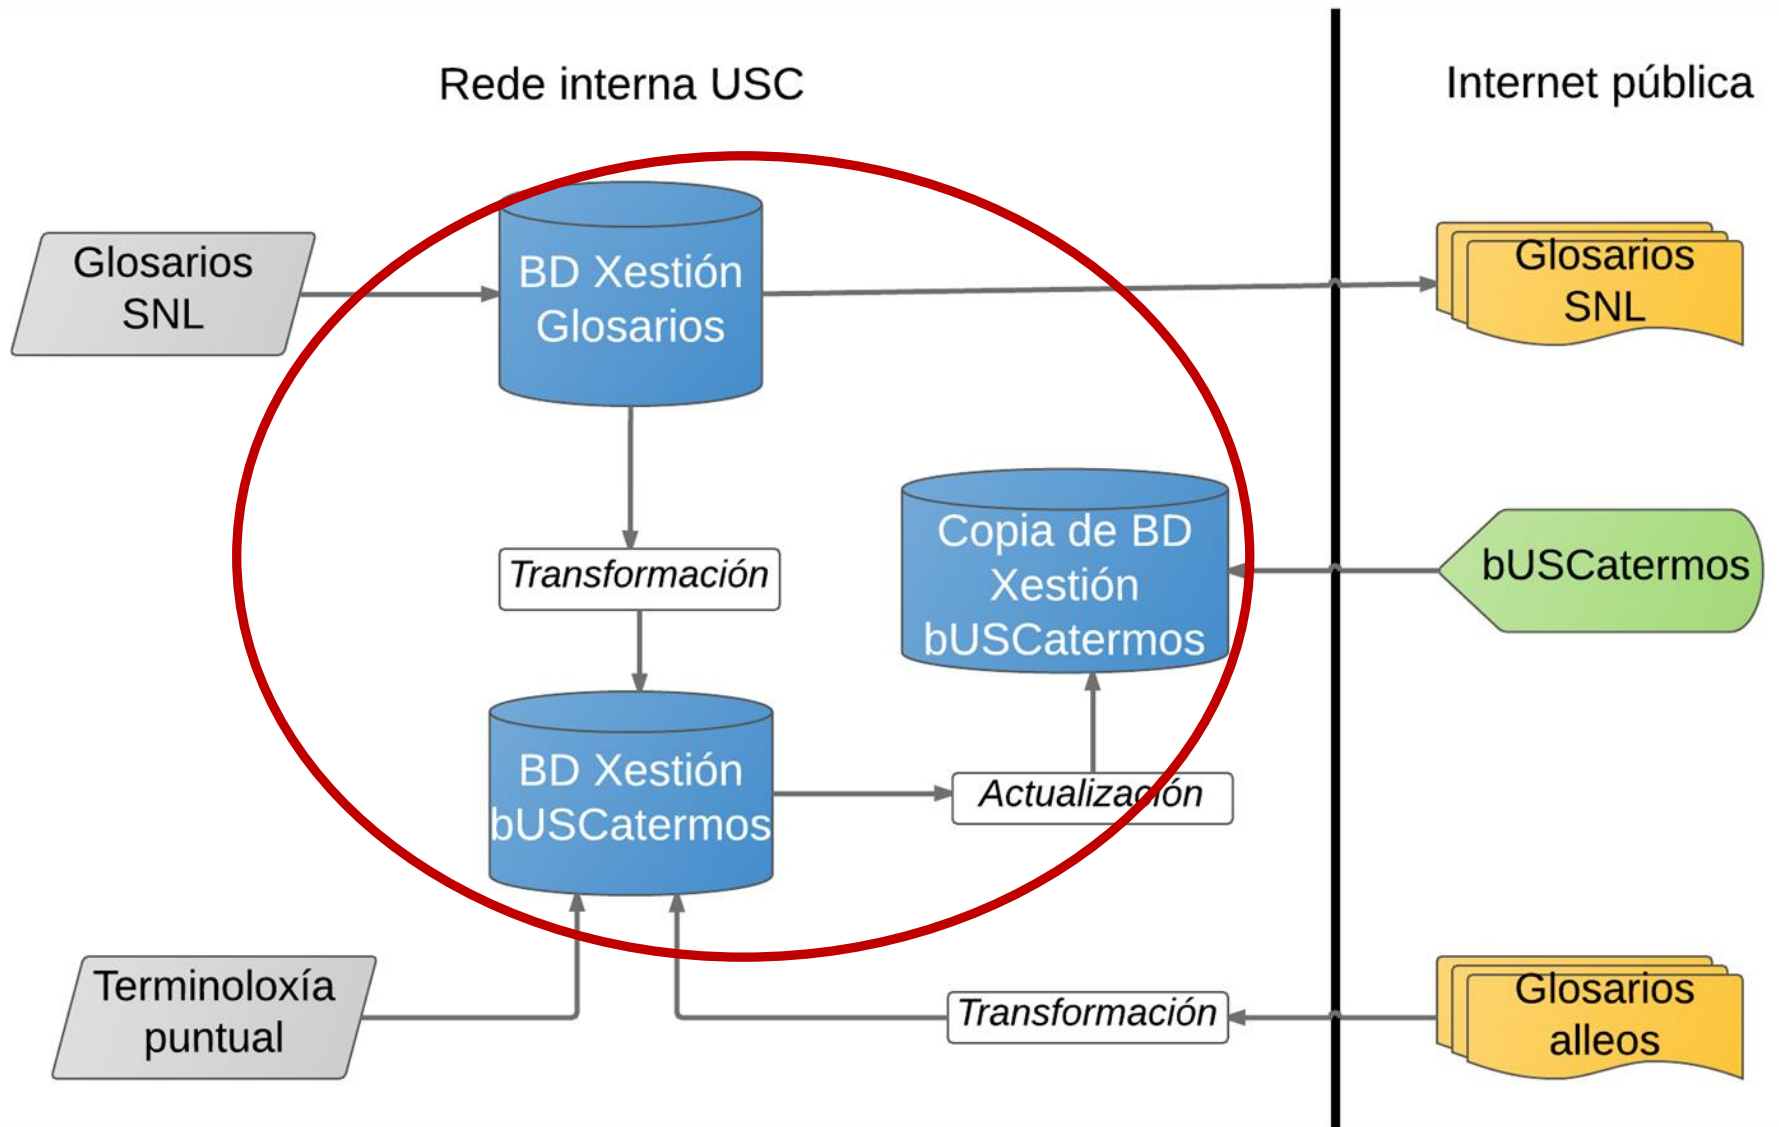 Rede interna USC
Internet pública
Glosarios
SNL
BD Xestión
Glosarios
Glosarios
SNL
Transformación
Copia de BD
Xestión
bUSCatermos
bUSCatermos
BD Xestión
bUSCatermos
Actualización
Terminoloxía
puntual
Transformación
Glosarios
alleos